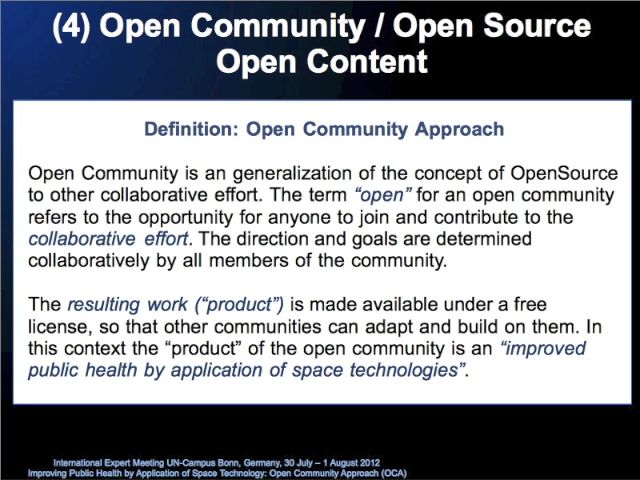 (4) Open Community / Open Source
Open Content
Definition: Open Community Approach
Open Community is an generalization of the concept of OpenSource
to other collaborative effort. The term “open” for an open community
refers to the opportunity for anyone to join and contribute to the
collaborative effort. The direction and goals are determined
collaboratively by all members of the community.
The resulting work (“product”) is made available under a free
license, so that other communities can adapt and build on them. In
this context the “product” of the open community is an “improved
public health by application of space technologies”.
International Expert Meeting UN-Campus Bonn, Germany, 30 July – 1 August 2012
Improving Public Health by Application of Space Technology: Open Community Approach (OCA)